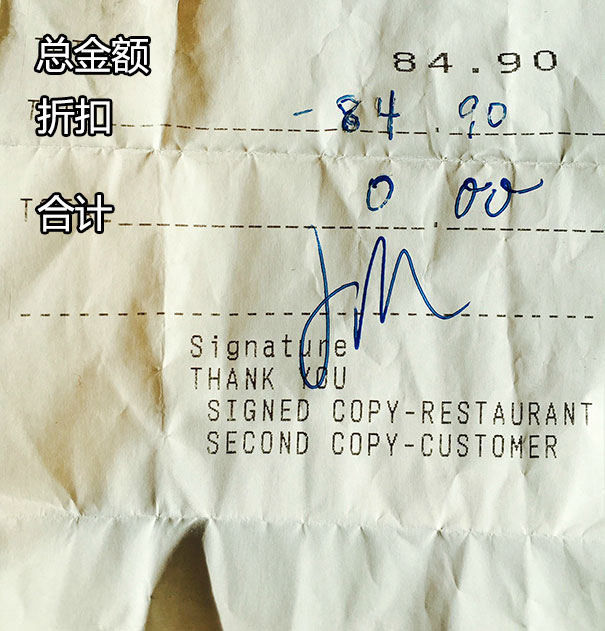 总金额 84.90
折扣 -84.90
合计 0.00
JM
Signature
THANK YOU
SIGNED COPY-RESTAURANT
SECOND COPY-CUSTOMER